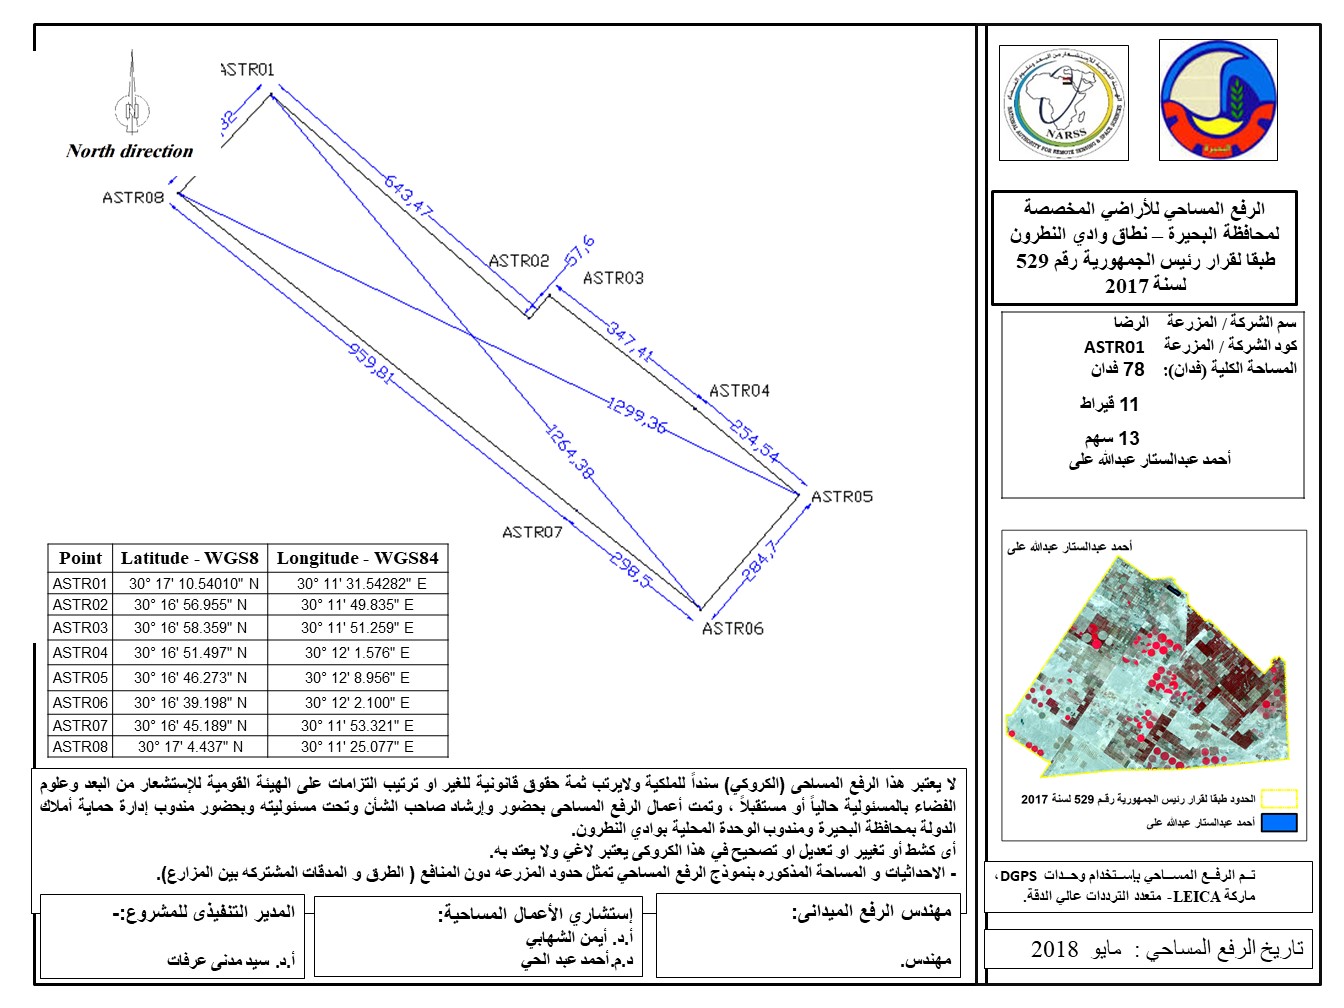 North direction
ASTR01
ASTR08
,32
643,47
ASTR02
57,6
ASTR03
347,41
ASTR04
254,54
ASTR05
959,81
1299,36
1264,38
ASTR07
298,5
284,7
ASTR06
Point Latitude - WGS8 Longitude - WGS84
ASTR01 30° 17' 10.54010" N 30° 11' 31.54282" E
ASTR02 30° 16' 56.955" N 30° 11' 49.835" E
ASTR03 30° 16' 58.359" N 30° 11' 51.259" E
ASTR04 30° 16' 51.497" N 30° 12' 1.576" E
ASTR05 30° 16' 46.273" N 30° 12' 8.956" E
ASTR06 30° 16' 39.198" N 30° 12' 2.100" E
ASTR07 30° 16' 45.189" N 30° 11' 53.321" E
ASTR08 30° 17' 4.437" N 30° 11' 25.077" E
NARSS
NATIONAL AUTHORITY FOR REMOTE SENSING & SPACE SCIENCES
البحيرة
الرفع المساحي للأراضي المخصصة
لمحافظة البحيرة – نطاق وادي النطرون
طبقا لقرار رئيس الجمهورية رقم 529
لسنة 2017
سم الشركة / المزرعة الرضا
كود الشركة / المزرعة ASTR01
المساحة الكلية (فدان): 78 فدان
11 قيراط
13 سهم
أحمد عبدالستار عبدالله على
أحمد عبدالستار عبدالله على
الحدود طبقا لقرار رئيس الجمهورية رقم 529 لسنة 2017
أحمد عبدالستار عبدالله على
تم الرفع المساحي بإستخدام وحدات DGPS ،
ماركة LEICA- متعدد الترددات عالي الدقة.
تاريخ الرفع المساحي : مايو 2018
لا يعتبر هذا الرفع المساحى (الكروكي) سنداً للملكية ولايرتب ثمة حقوق قانونية للغير او ترتيب التزامات على الهيئة القومية للإستشعار من البعد وعلوم
الفضاء بالمسئولية حالياً أو مستقبلاً ، وتمت أعمال الرفع المساحى بحضور وإرشاد صاحب الشأن وتحت مسئوليته وبحضور مندوب إدارة حماية أملاك
الدولة بمحافظة البحيرة ومندوب الوحدة المحلية بوادي النطرون.
أى كشط أو تغيير او تعديل او تصحيح في هذا الكروكى يعتبر لاغي ولا يعتد به.
- الاحداثيات و المساحة المذكوره بنموذج الرفع المساحي تمثل حدود المزرعه دون المنافع ( الطرق و المدقات المشتركه بين المزارع).
مهندس الرفع الميدانى:
مهندس.
إستشاري الأعمال المساحية:
أ.د. أيمن الشهابي
د.م.أحمد عبد الحي
المدير التنفيذى للمشروع:-
أ.د. سيد مدنى عرفات